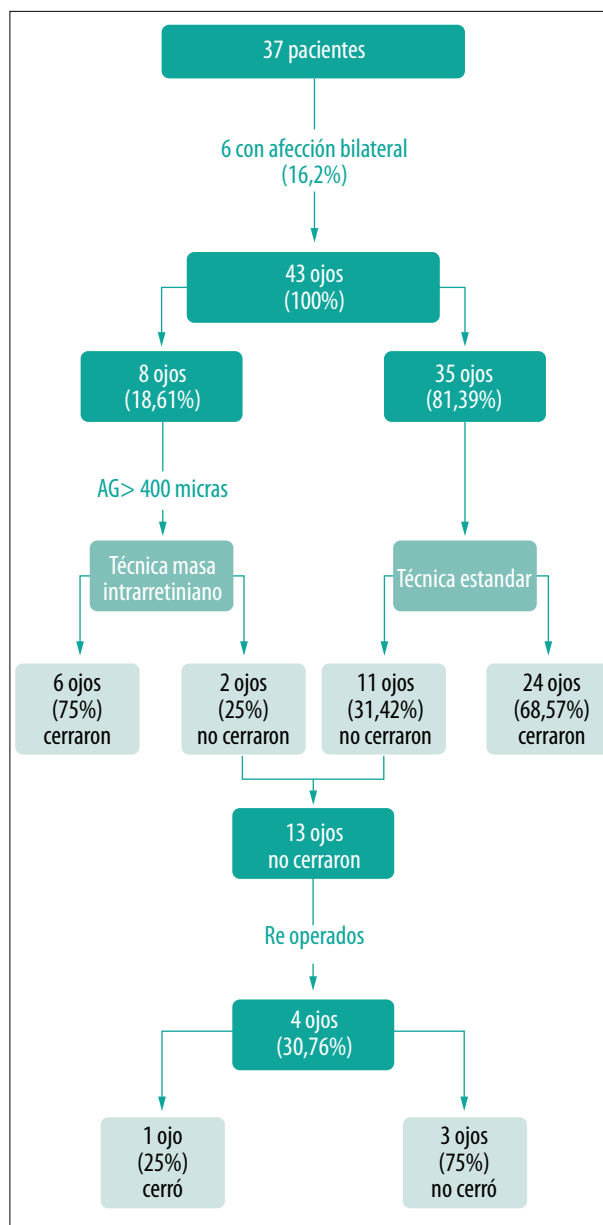 37 pacientes
6 con afección bilateral
(16,2%)
43 ojos
(100%)
8 ojos
(18,61%)
35 ojos
(81,39%)
AG> 400 micras
Técnica masa
intrarretiniano
Técnica estandar
6 ojos
(75%)
cerraron
2 ojos
(25%)
no cerraron
11 ojos
(31,42%)
no cerraron
24 ojos
(68,57%)
cerraron
13 ojos
no cerraron
Re operados
4 ojos
(30,76%)
1 ojo
(25%)
cerró
3 ojos
(75%)
no cerró